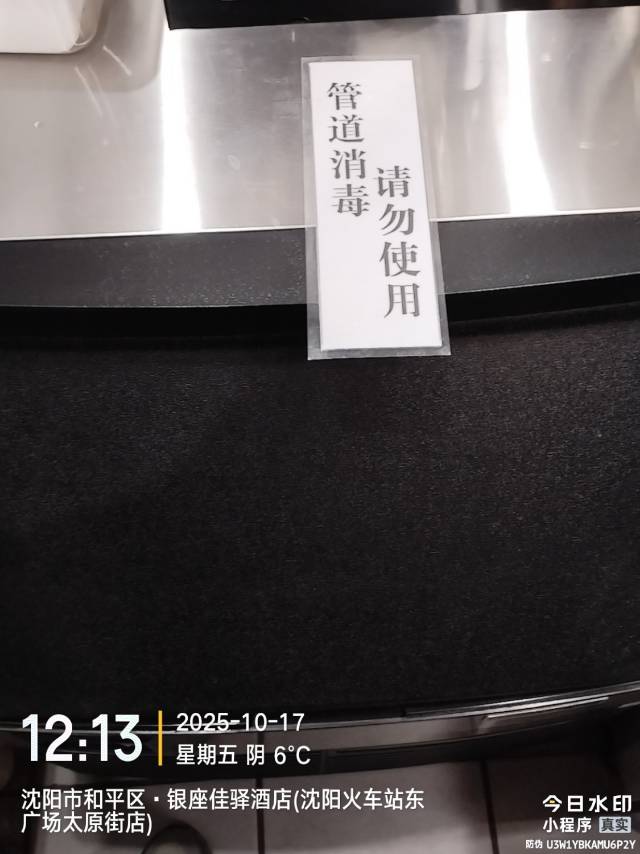 管道消毒
请勿使用
12:13
2025-10-17
星期五 阴 6°C
沈阳市和平区·银座佳驿酒店(沈阳火车站东
广场太原街店)
今日水印
小程序 真实
防伪 U3W1YBKAMU6P2Y